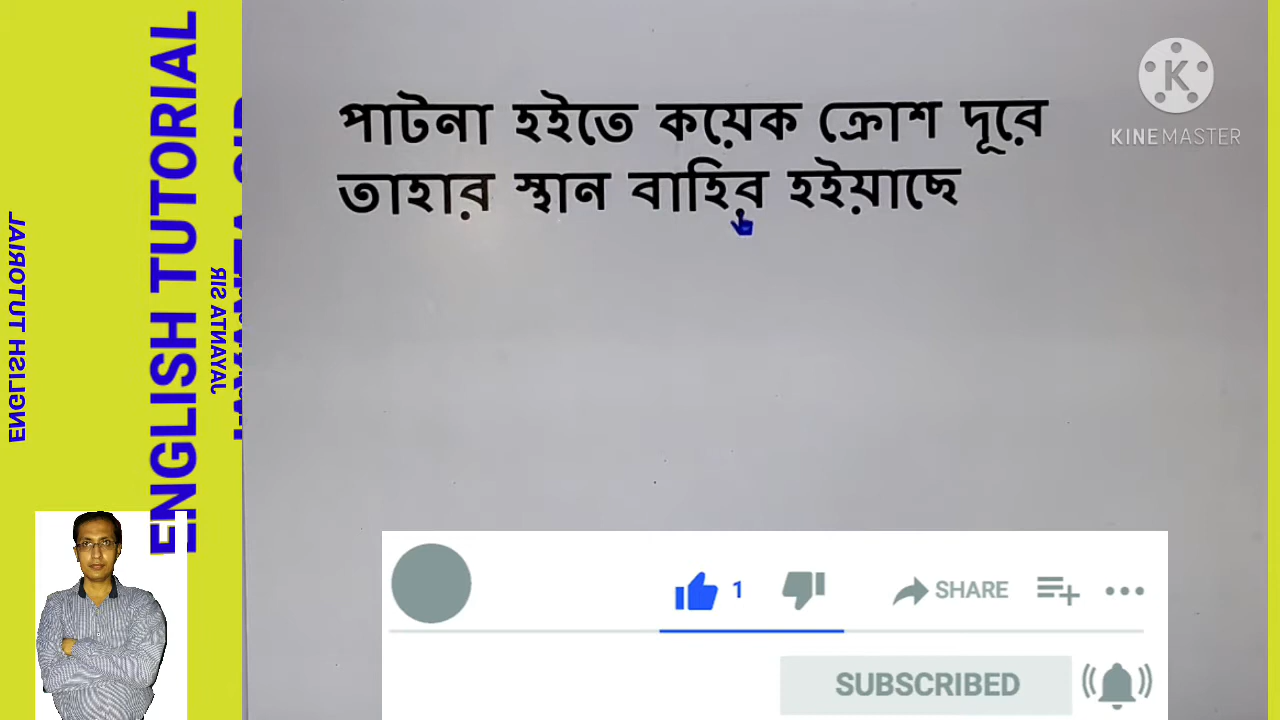 ENGLISH TUTORIAL
ENGLISH TUTORIAL
JAYANTA SIR
KINEMASTER
পাটনা হইতে কয়েক ক্রোশ দূরে
তাহার স্থান বাহির হইয়াছে
1
SHARE
SUBSCRIBED